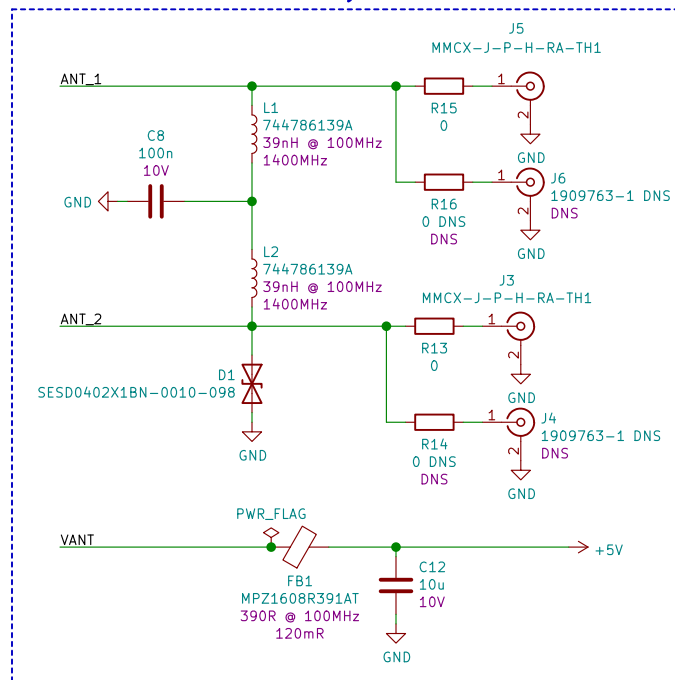 J5
MMCX-J-P-H-RA-TH1
ANT_1
1
R15
0
2
GND
L1
744786139A
39nH @ 100MHz
1400MHz
C8
100n
10V
GND
1
J6
1909763-1 DNS
DNS
R16
0 DNS
DNS
2
GND
L2
744786139A
39nH @ 100MHz
1400MHz
J3
MMCX-J-P-H-RA-TH1
ANT_2
1
R13
0
2
GND
D1
SESD0402X1BN-0010-098
GND
1
J4
1909763-1 DNS
DNS
R14
0 DNS
DNS
2
GND
PWR_FLAG
VANT
+5V
FB1
MPZ1608R391AT
390R @ 100MHz
120mR
C12
10u
10V
GND